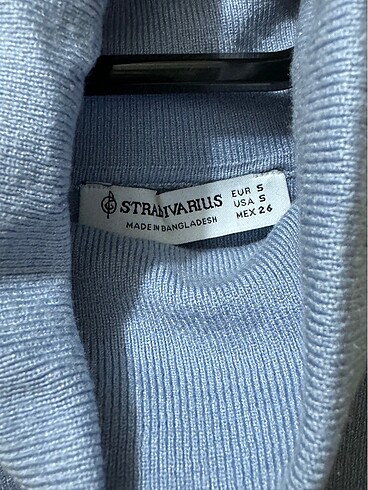 STRADIVARIUS
MADE IN BANGLADESH
EUR S
USA S
MEX 26